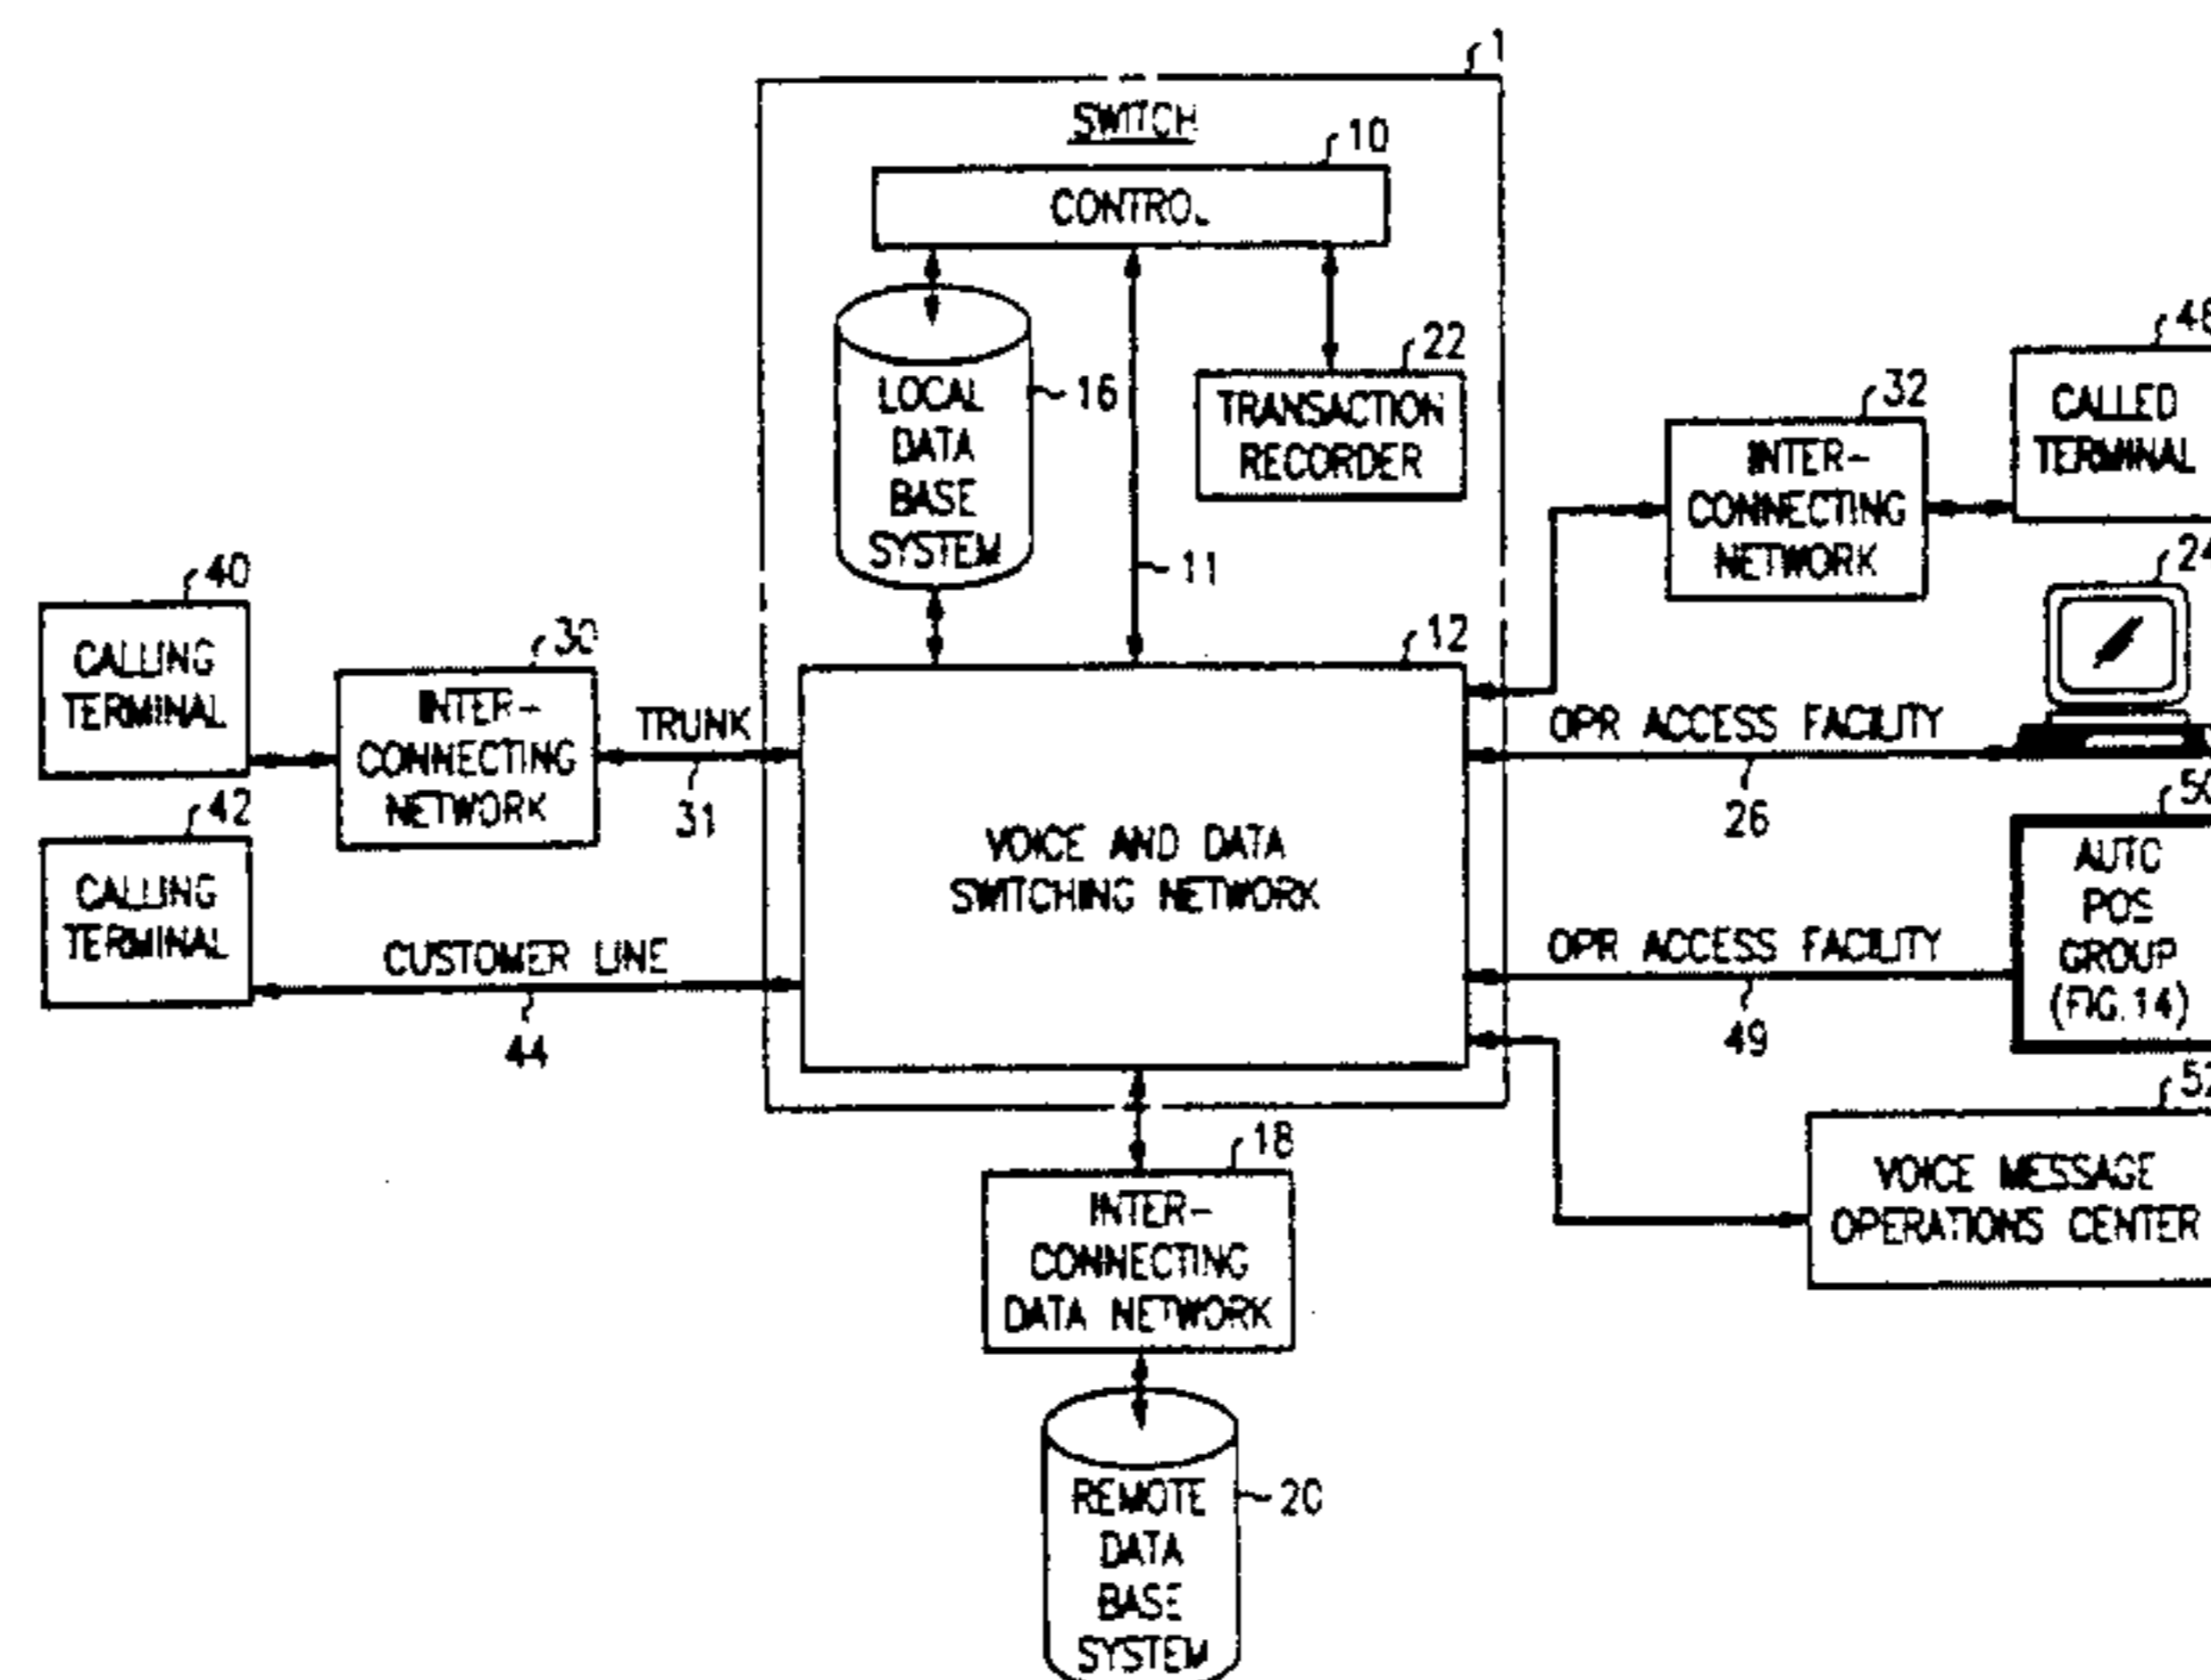 1
SWITCH
10
CONTROL
LOCAL
DATA
BASE
SYSTEM
16
11
22
TRANSACTION
RECORDER
32
INTER-
CONNECTING
NETWORK
CALLED
TERMINAL
40
CALLING
TERMINAL
30
INTER-
CONNECTING
NETWORK
TRUNK
31
12
VOICE AND DATA
SWITCHING NETWORK
OPR ACCESS FACILITY
26
24
42
CALLING
TERMINAL
CUSTOMER LINE
44
OPR ACCESS FACILITY
49
50
AUTO
POS
GROUP
(FIG.14)
52
VOICE MESSAGE
OPERATIONS CENTER
18
INTER-
CONNECTING
DATA NETWORK
REMOTE
DATA
BASE
SYSTEM
20